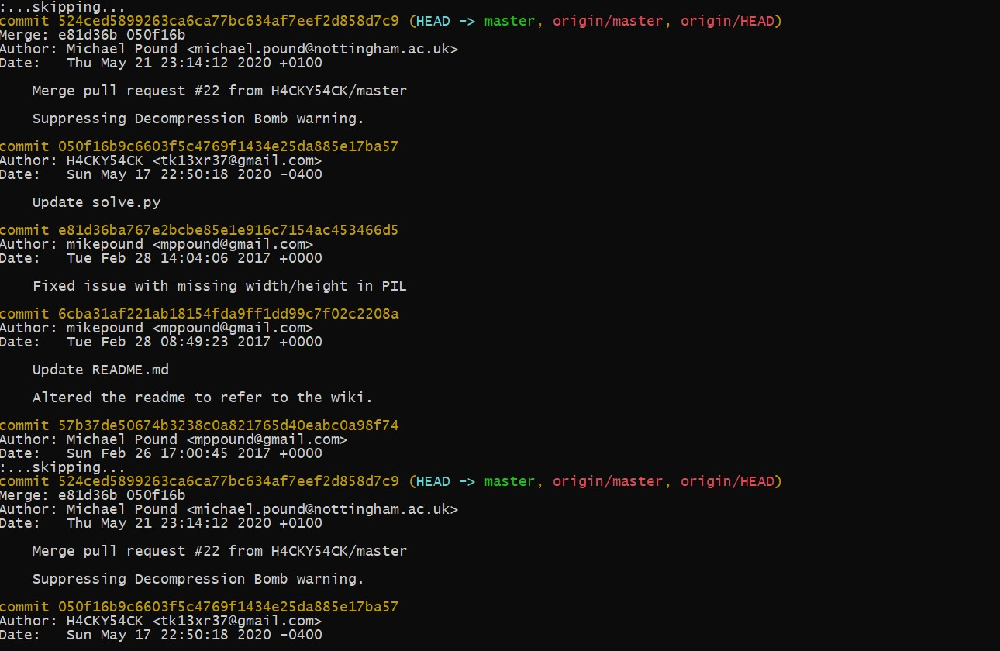 :...skipping...
commit 524ced5899263ca6ca77bc634af7eef2d858d7c9 (HEAD -> master, origin/master, origin/HEAD)
Merge: e81d36b 050f16b
Author: Michael Pound <michael.pound@nottingham.ac.uk>
Date:   Thu May 21 23:14:12 2020 +0100

    Merge pull request #22 from H4CKY54CK/master

    Suppressing Decompression Bomb warning.

commit 050f16b9c6603f5c4769f1434e25da885e17ba57
Author: H4CKY54CK <tk13xr37@gmail.com>
Date:   Sun May 17 22:50:18 2020 -0400

    Update solve.py

commit e81d36ba767e2bcbe85e1e916c7154ac453466d5
Author: mikepound <mppound@gmail.com>
Date:   Tue Feb 28 14:04:06 2017 +0000

    Fixed issue with missing width/height in PIL

commit 6cba31af221ab18154fda9ff1dd99c7f02c2208a
Author: mikepound <mppound@gmail.com>
Date:   Tue Feb 28 08:49:23 2017 +0000

    Update README.md

    Altered the readme to refer to the wiki.

commit 57b37de50674b3238c0a821765d40eabc0a98f74
Author: Michael Pound <mppound@gmail.com>
Date:   Sun Feb 26 17:00:45 2017 +0000
:...skipping...
commit 524ced5899263ca6ca77bc634af7eef2d858d7c9 (HEAD -> master, origin/master, origin/HEAD)
Merge: e81d36b 050f16b
Author: Michael Pound <michael.pound@nottingham.ac.uk>
Date:   Thu May 21 23:14:12 2020 +0100

    Merge pull request #22 from H4CKY54CK/master

    Suppressing Decompression Bomb warning.

commit 050f16b9c6603f5c4769f1434e25da885e17ba57
Author: H4CKY54CK <tk13xr37@gmail.com>
Date:   Sun May 17 22:50:18 2020 -0400